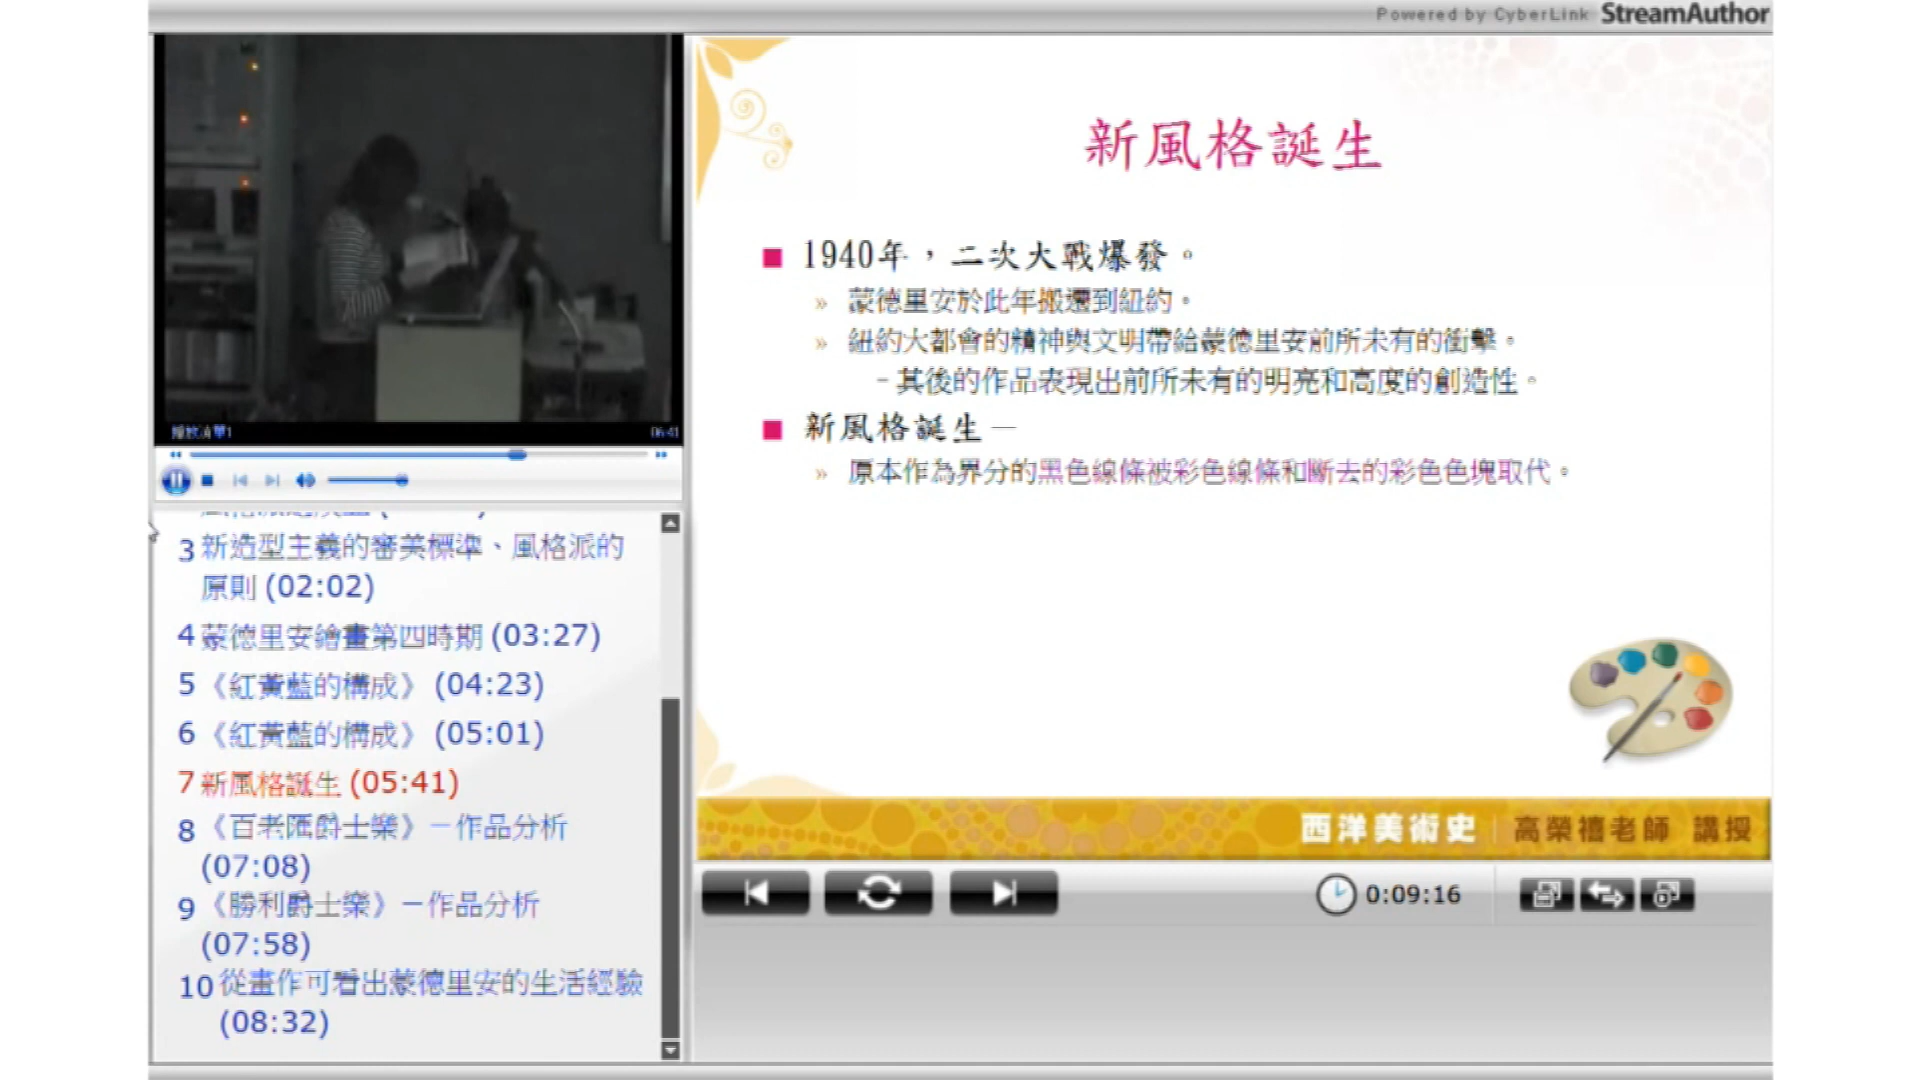 Powered by CyberLink StreamAuthor
播放清單1
06:41
3 新造型主義的審美標準、風格派的
原則 (02:02)
4 蒙德里安繪畫第四時期 (03:27)
5 《紅黃藍的構成》 (04:23)
6 《紅黃藍的構成》 (05:01)
7 新風格誕生 (05:41)
8 《百老匯爵士樂》－作品分析
(07:08)
9 《勝利爵士樂》－作品分析
(07:58)
10 從畫作可看出蒙德里安的生活經驗
(08:32)
新風格誕生
1940年，二次大戰爆發。
» 蒙德里安於此年搬遷到紐約。
» 紐約大都會的精神與文明帶給蒙德里安前所未有的衝擊。
－其後的作品表現出前所未有的明亮和高度的創造性。
新風格誕生—
» 原本作為界分的黑色線條被彩色線條和斷去的彩色色塊取代。
西洋美術史 | 高榮禧老師 講授
0:09:16